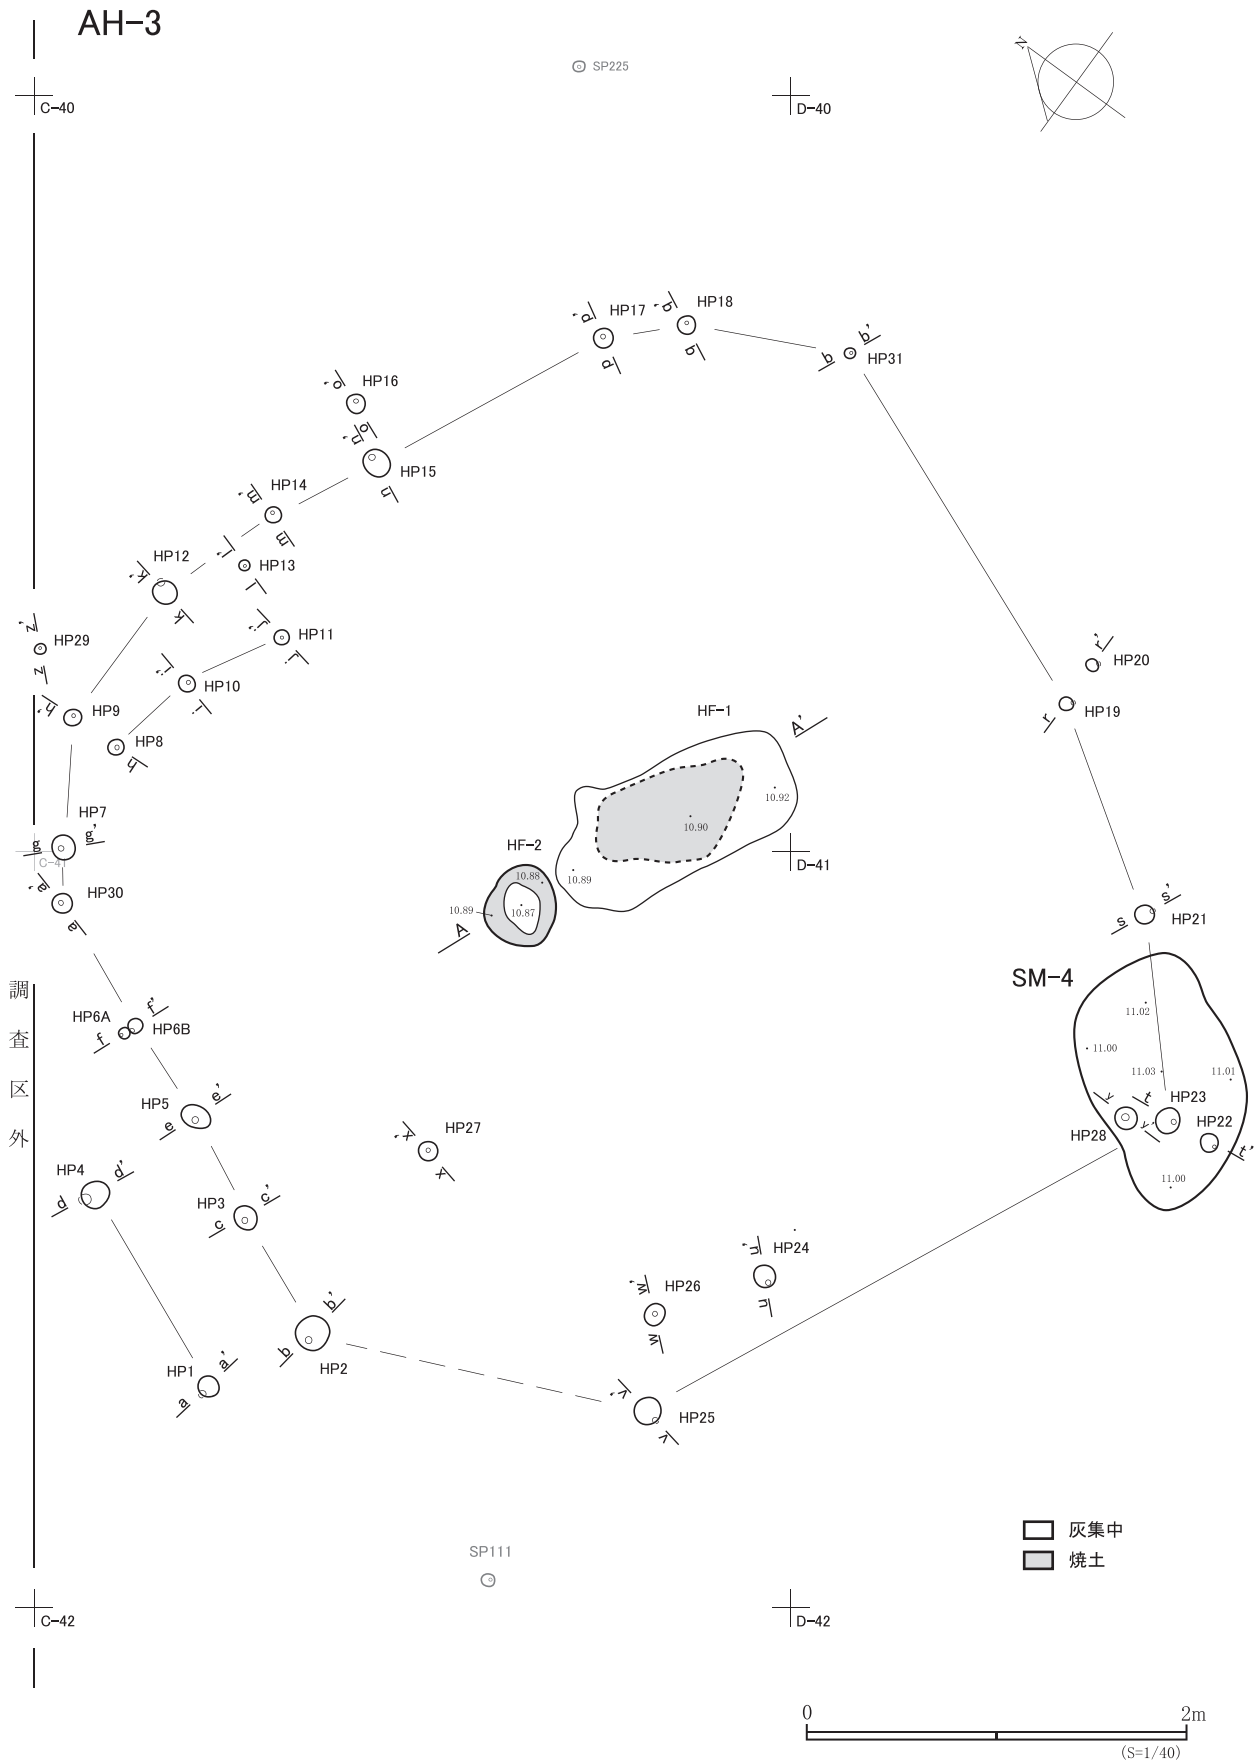 AH-3
N
SP225
C-40
D-40
p'
HP17
q'
HP18
p
q
b
b'
HP31
o'
HP16
o
n'
HP15
n
m'
HP14
m
l'
HP13
l
HP12
k'
k
j'
HP11
j
z'
HP29
z
i'
HP10
i
h'
HP9
HP8
h
r'
HP20
HP19
r
HF-1
A'
10.92
10.90
10.89
D-41
HP7
g
g'
C-41
a'
HP30
a
HF-2
10.88
10.89
10.87
A
s
s'
HP21
SM-4
11.02
11.00
11.03
11.01
HP6A
f'
HP6B
f
調査区外
HP5
e'
e
y
t
HP23
HP28
y'
HP22
t'
11.00
x'
HP27
x
HP4
d'
d
HP3
c'
c
u'
HP24
u
w'
HP26
w
b'
b
HP2
HP1
a'
a
v'
HP25
v
SP111
灰集中
焼土
C-42
D-42
0
2m
(S=1/40)